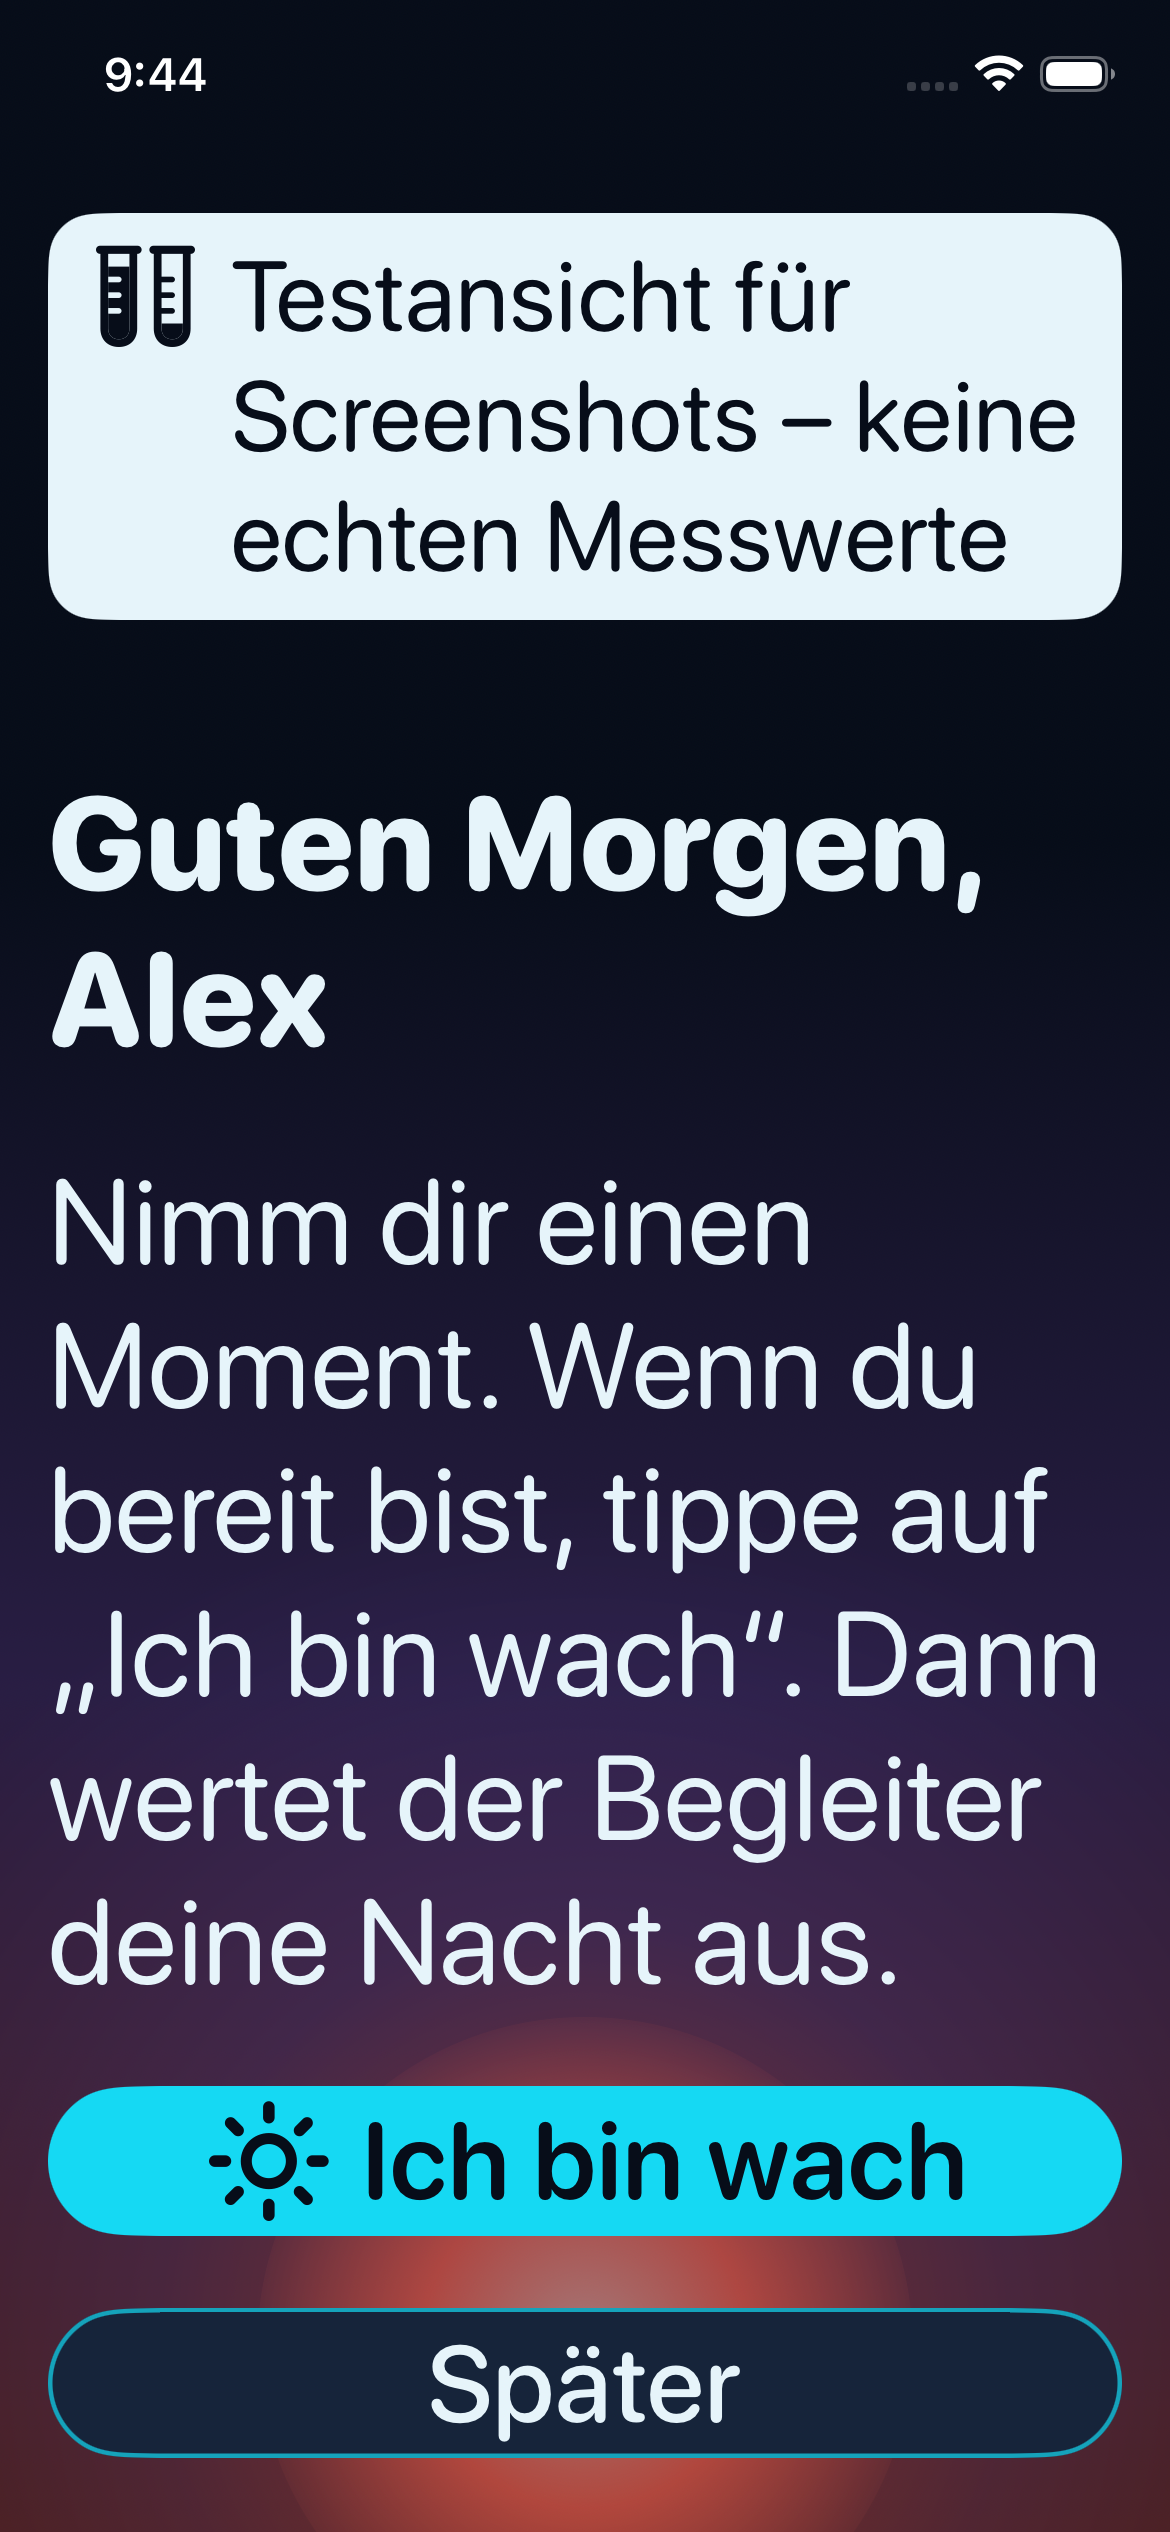 9:44
Testansicht für
Screenshots – keine
echten Messwerte
Guten Morgen,
Alex
Nimm dir einen
Moment. Wenn du
bereit bist, tippe auf
„Ich bin wach“. Dann
wertet der Begleiter
deine Nacht aus.
Ich bin wach
Später